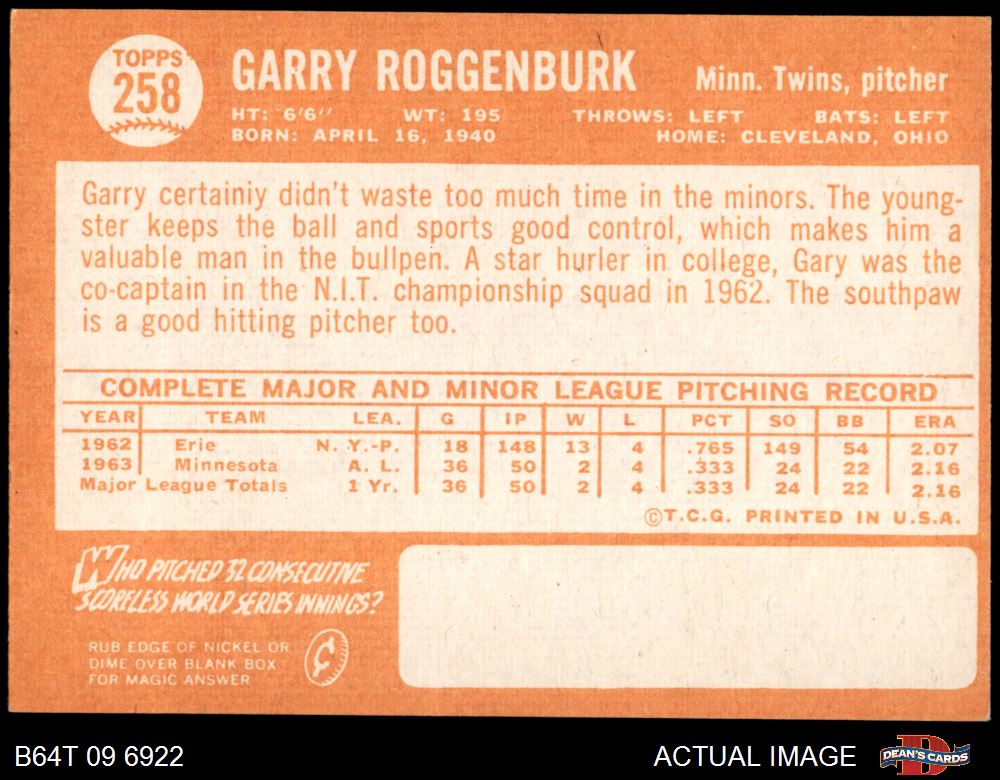 TOPPS
258
GARRY ROGGENBURK Minn. Twins, pitcher
HT: 6'6" WT: 195 THROWS: LEFT BATS: LEFT
BORN: APRIL 16, 1940 HOME: CLEVELAND, OHIO
Garry certainiy didn't waste too much time in the minors. The young-
ster keeps the ball and sports good control, which makes him a
valuable man in the bullpen. A star hurler in college, Gary was the
co-captain in the N.I.T. championship squad in 1962. The southpaw
is a good hitting pitcher too.
COMPLETE MAJOR AND MINOR LEAGUE PITCHING RECORD
YEAR TEAM LEA. G IP W L PCT SO BB ERA
1962 Erie N. Y.-P. 18 148 13 4 .765 149 54 2.07
1963 Minnesota A. L. 36 50 2 4 .333 24 22 2.16
Major League Totals 1 Yr. 36 50 2 4 .333 24 22 2.16
©T.C.G. PRINTED IN U.S.A.
WHO PITCHED 32 CONSECUTIVE
SCORELESS WORLD SERIES INNINGS?
RUB EDGE OF NICKEL OR
DIME OVER BLANK BOX
FOR MAGIC ANSWER
¢
B64T 09 6922 ACTUAL IMAGE D DEAN'S CARDS